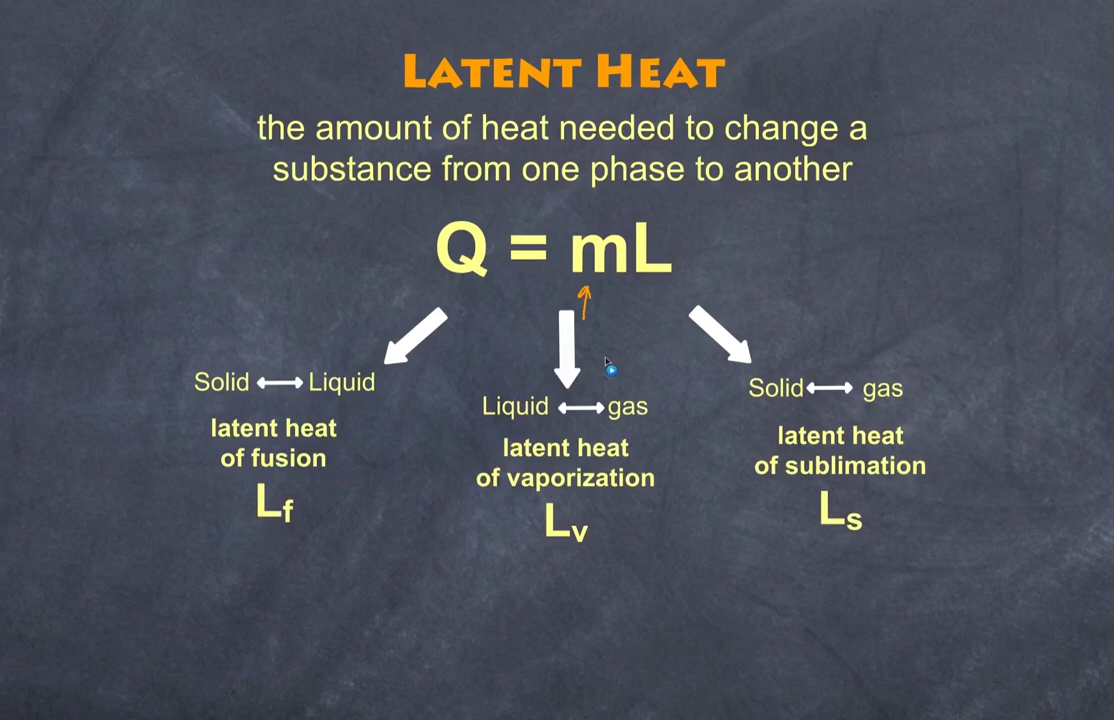 LATENT HEAT
the amount of heat needed to change a
substance from one phase to another
Q = mL
Solid ⟷ Liquid
latent heat
of fusion
Lf
Liquid ⟷ gas
latent heat
of vaporization
Lv
Solid ⟷ gas
latent heat
of sublimation
Ls